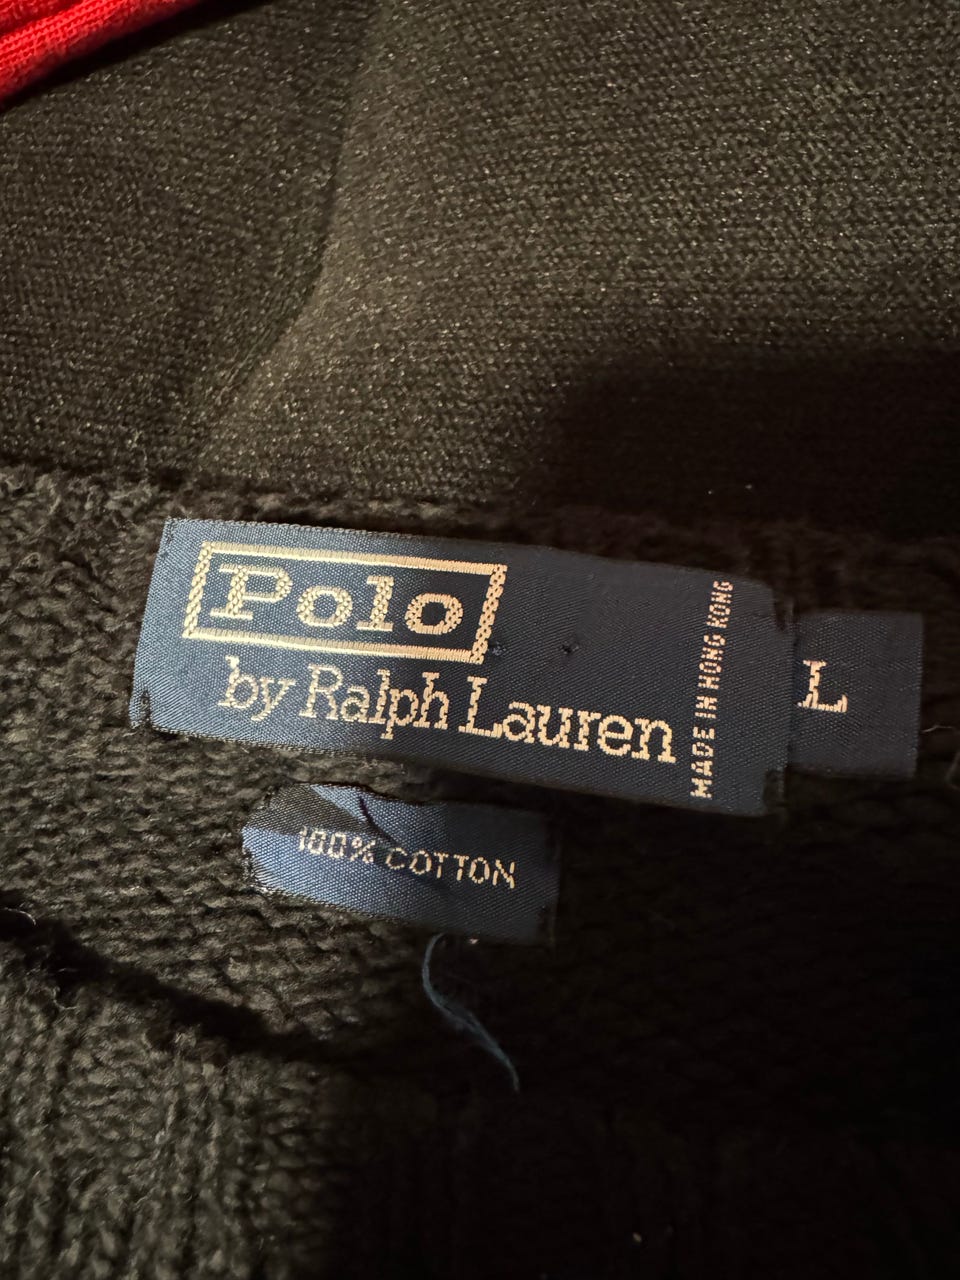 Polo
by Ralph Lauren
MADE IN HONG KONG
L
100% COTTON